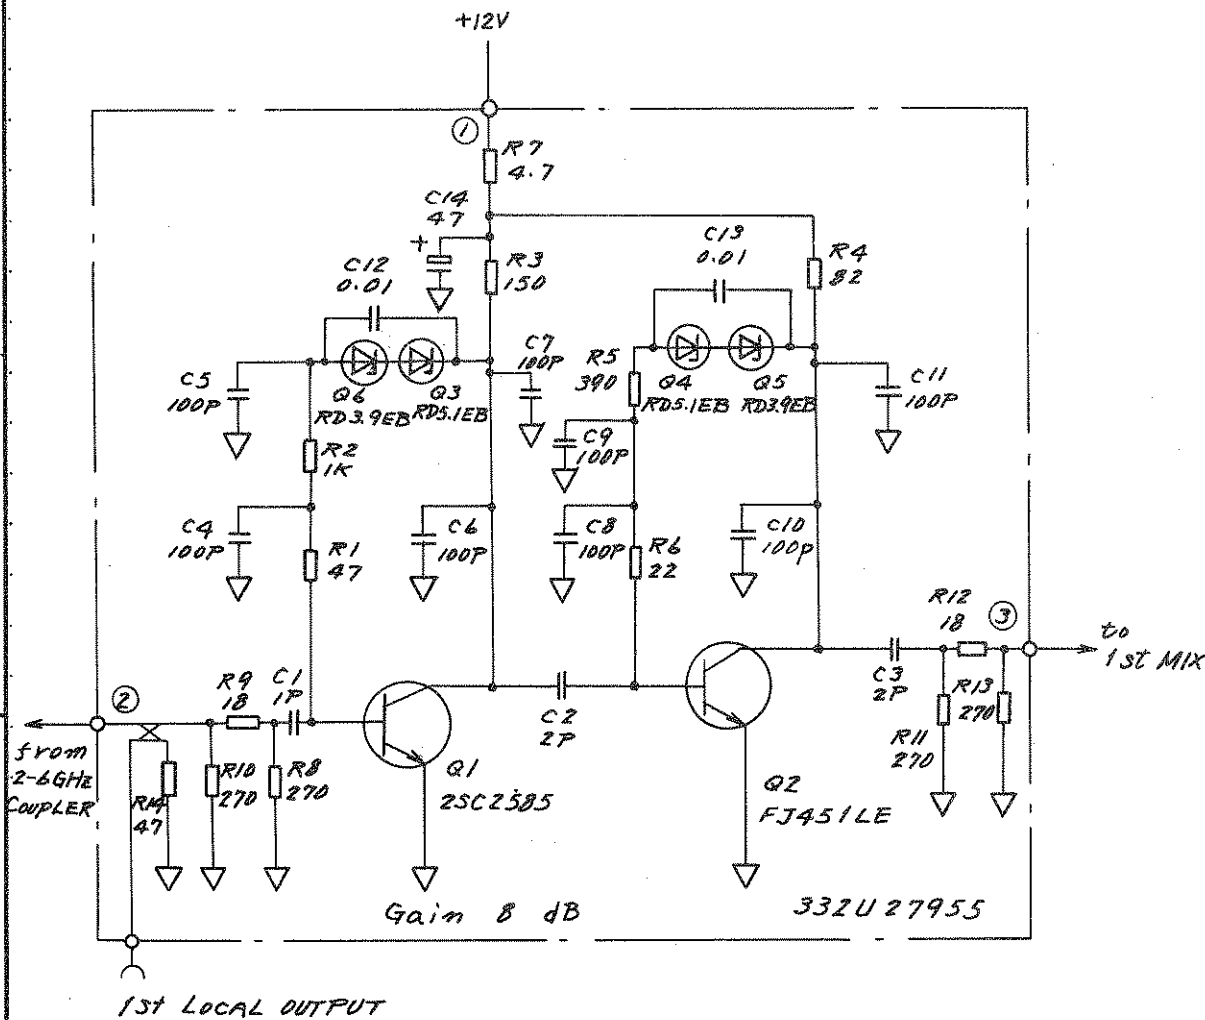 +12V
①
R7
4.7
C14
47
+
R3
150
C13
0.01
R4
82
C12
0.01
C7
100P
R5
390
Q4
RD5.1EB
Q5
RD3.9EB
C11
100P
C5
100P
Q6
RD3.9EB
Q3
RD5.1EB
C9
100P
R2
1K
C4
100P
R1
47
C6
100P
C8
100P
R6
22
C10
100p
R12
18
③
to
1st MIX
②
R9
18
C1
1P
C2
2P
C3
2P
R13
270
R11
270
from
2-6GHz
COUPLER
R14
47
R10
270
R8
270
Q1
2SC2585
Q2
FJ451LE
Gain 8 dB
332U27955
1st LOCAL OUTPUT